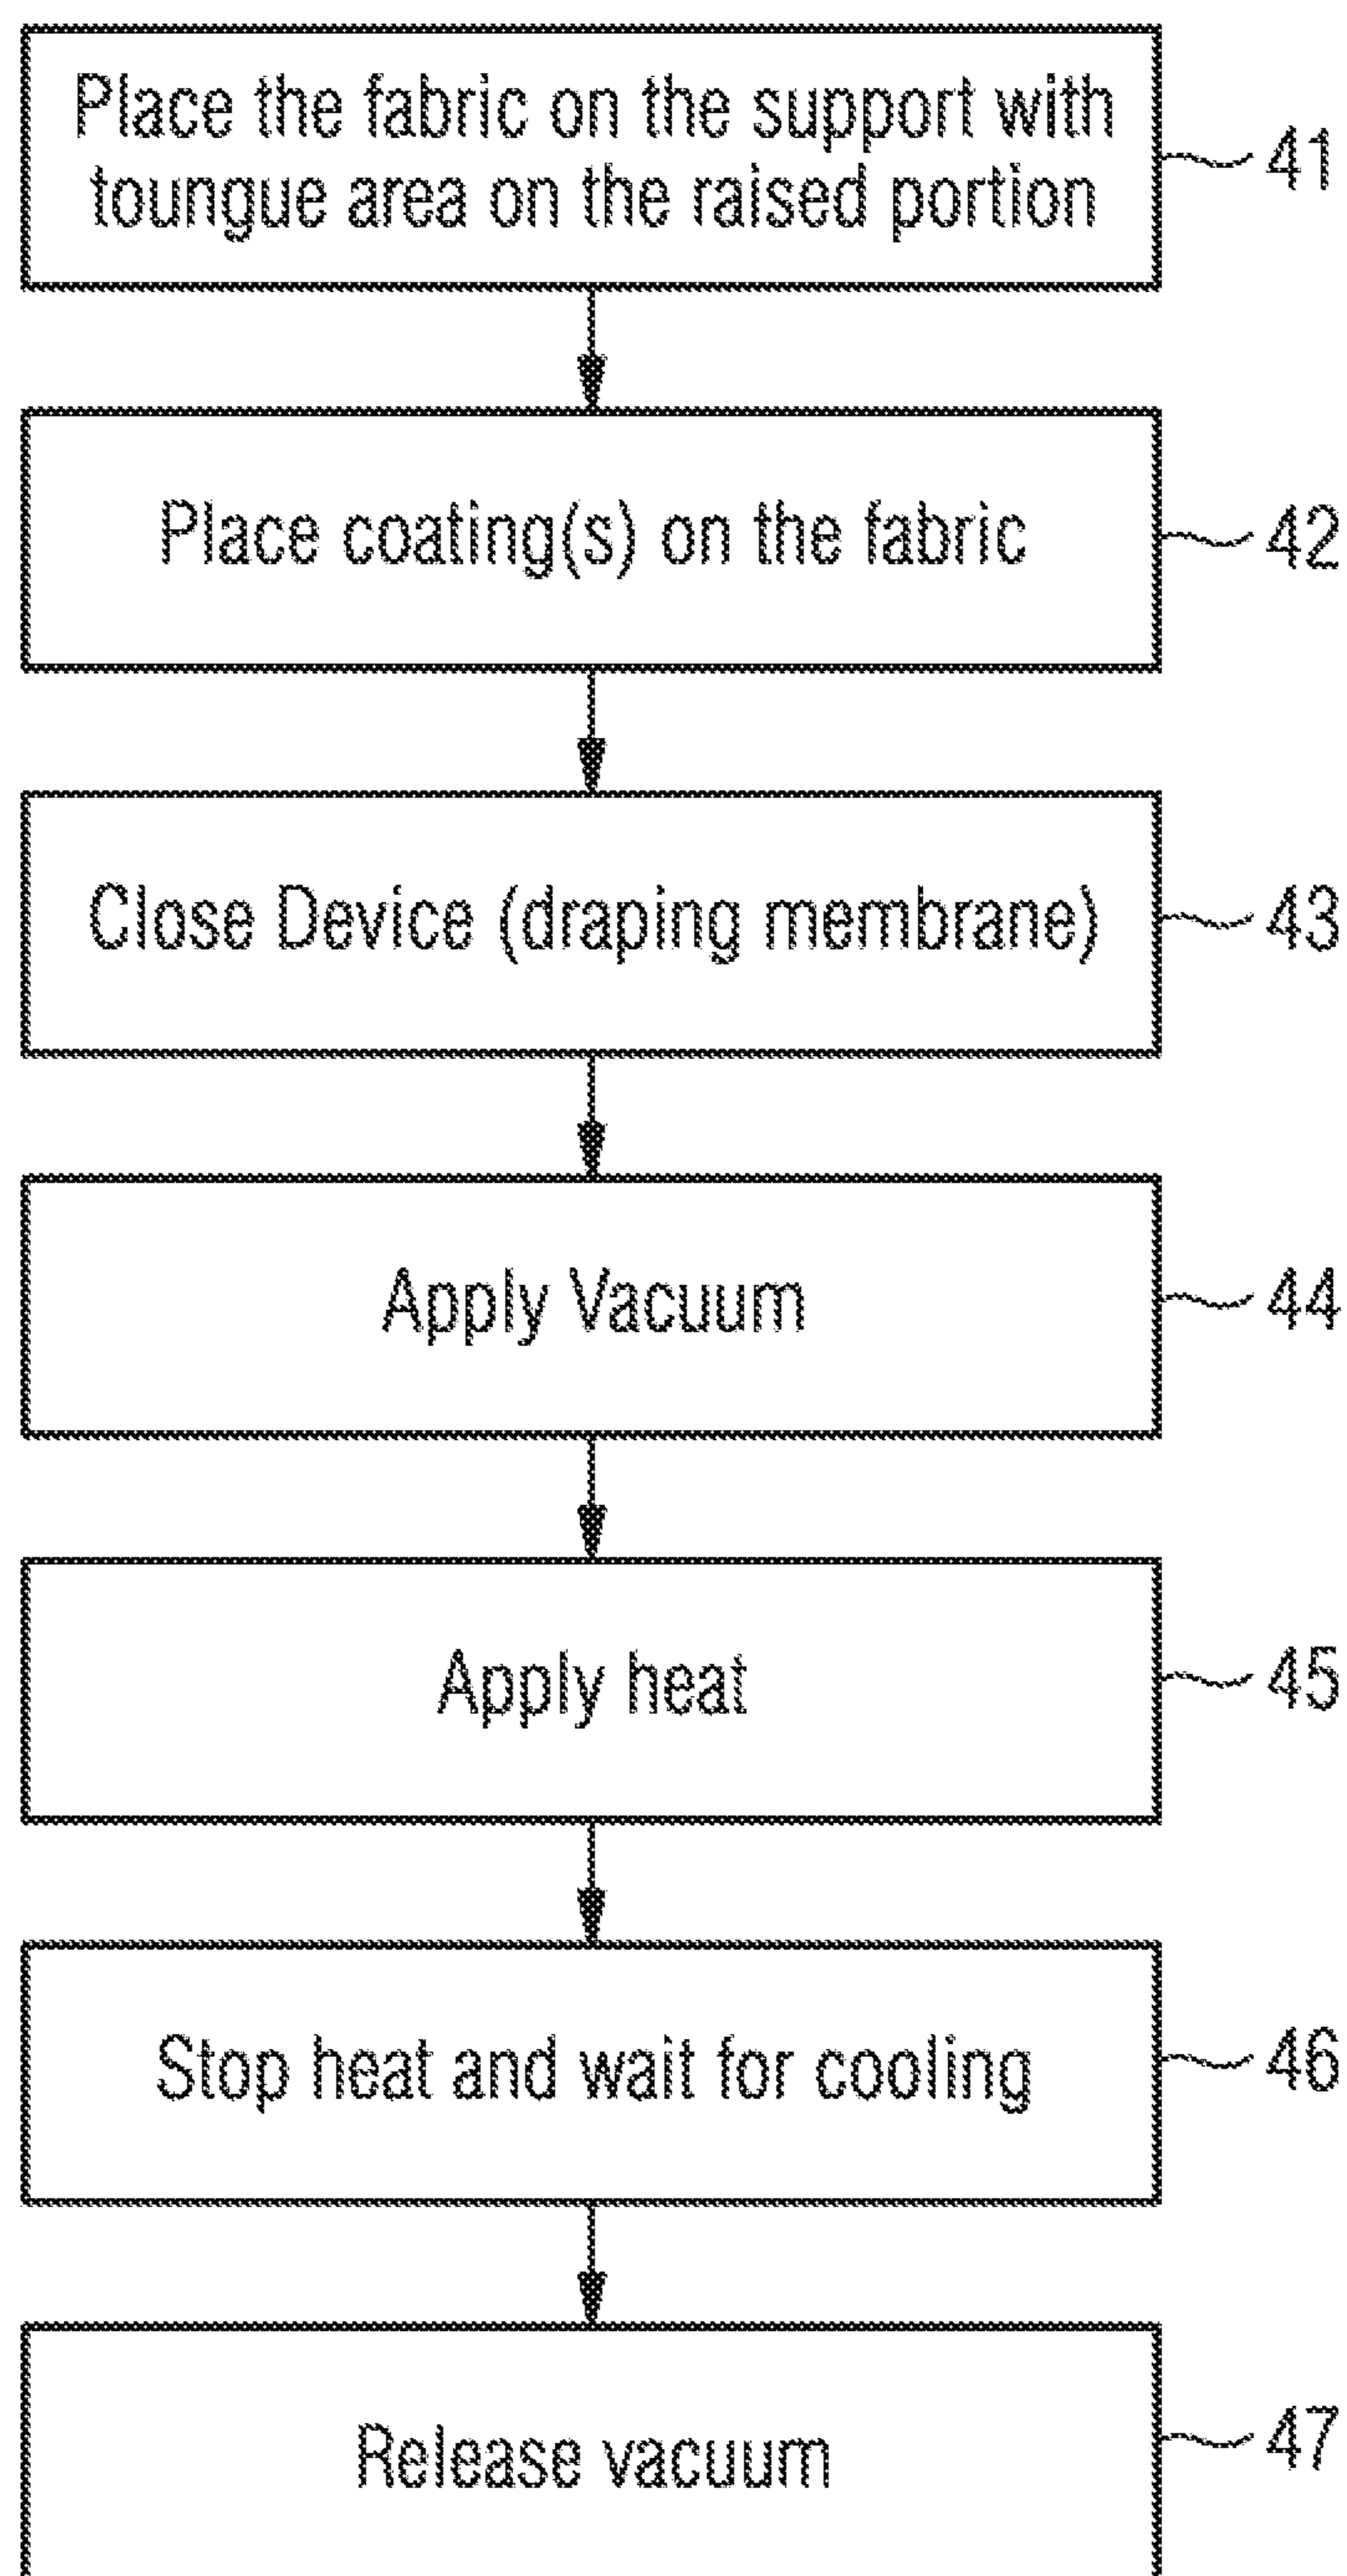 Place the fabric on the support with
toungue area on the raised portion
41
Place coating(s) on the fabric
42
Close Device (draping membrane)
43
Apply Vacuum
44
Apply heat
45
Stop heat and wait for cooling
46
Release vacuum
47